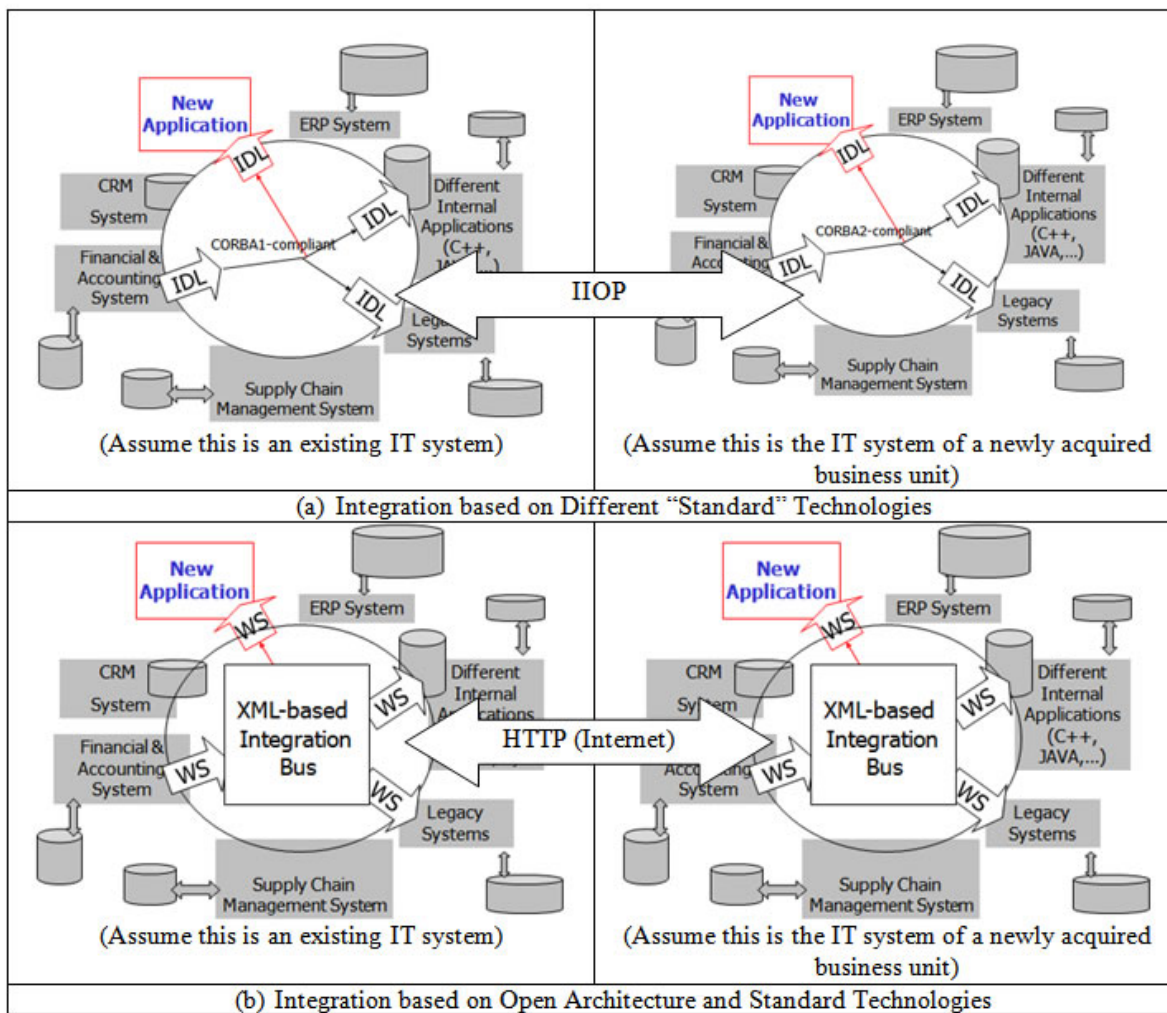 New
Application
ERP System
IDL
CRM
System
Different
Internal
Applications
(C++,
JAVA,...)
IDL
CORBA1-compliant
Financial &
Accounting
System
IDL
IDL
Legacy
Systems
Supply Chain
Management System
(Assume this is an existing IT system)
IIOP
New
Application
ERP System
IDL
CRM
System
Different
Internal
Applications
(C++,
JAVA,...)
IDL
CORBA2-compliant
Financial &
Accounting
IDL
IDL
Legacy
Systems
Supply Chain
Management System
(Assume this is the IT system of a newly acquired
business unit)
(a) Integration based on Different “Standard” Technologies
New
Application
ERP System
WS
CRM
System
Different
Internal
Applications
WS
XML-based
Integration
Bus
Financial &
Accounting
System
WS
WS
Legacy
Systems
Supply Chain
Management System
(Assume this is an existing IT system)
HTTP (Internet)
New
Application
ERP System
WS
CRM
System
Different
Internal
Applications
(C++,
JAVA,...)
WS
XML-based
Integration
Bus
Financial &
Accounting
System
WS
WS
Legacy
Systems
Supply Chain
Management System
(Assume this is the IT system of a newly acquired
business unit)
(b) Integration based on Open Architecture and Standard Technologies